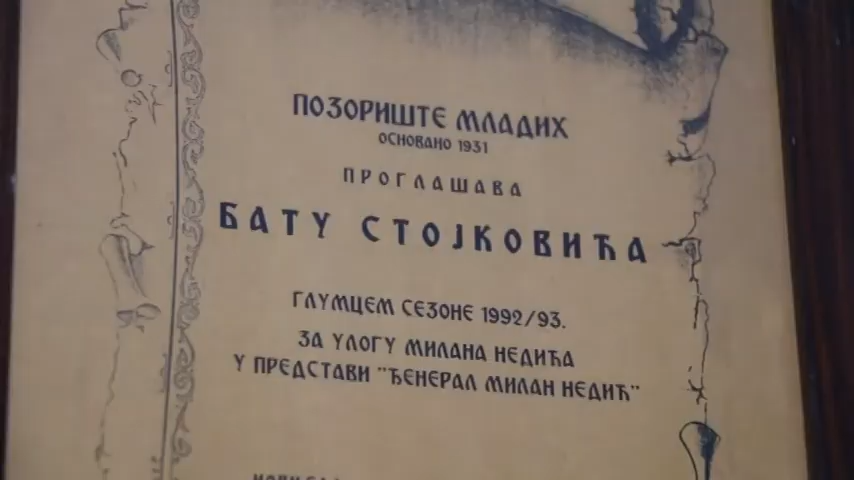 ПОЗОРИШТЕ МЛАДИХ
ОСНОВАНО 1931
ПРОГЛАШАВА
БАТУ СТОЈКОВИЋА
ГЛУМЦЕМ СЕЗОНЕ 1992/93.
ЗА УЛОГУ МИЛАНА НЕДИЋА
У ПРЕДСТАВИ "ЂЕНЕРАЛ МИЛАН НЕДИЋ"